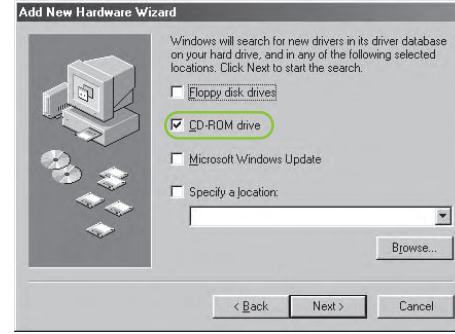 Add New Hardware Wizard
Windows will search for new drivers in its driver database
on your hard drive, and in any of the following selected
locations. Click Next to start the search.
Floppy disk drives
CD-ROM drive
Microsoft Windows Update
Specify a location:
Browse...
< Back
Next >
Cancel